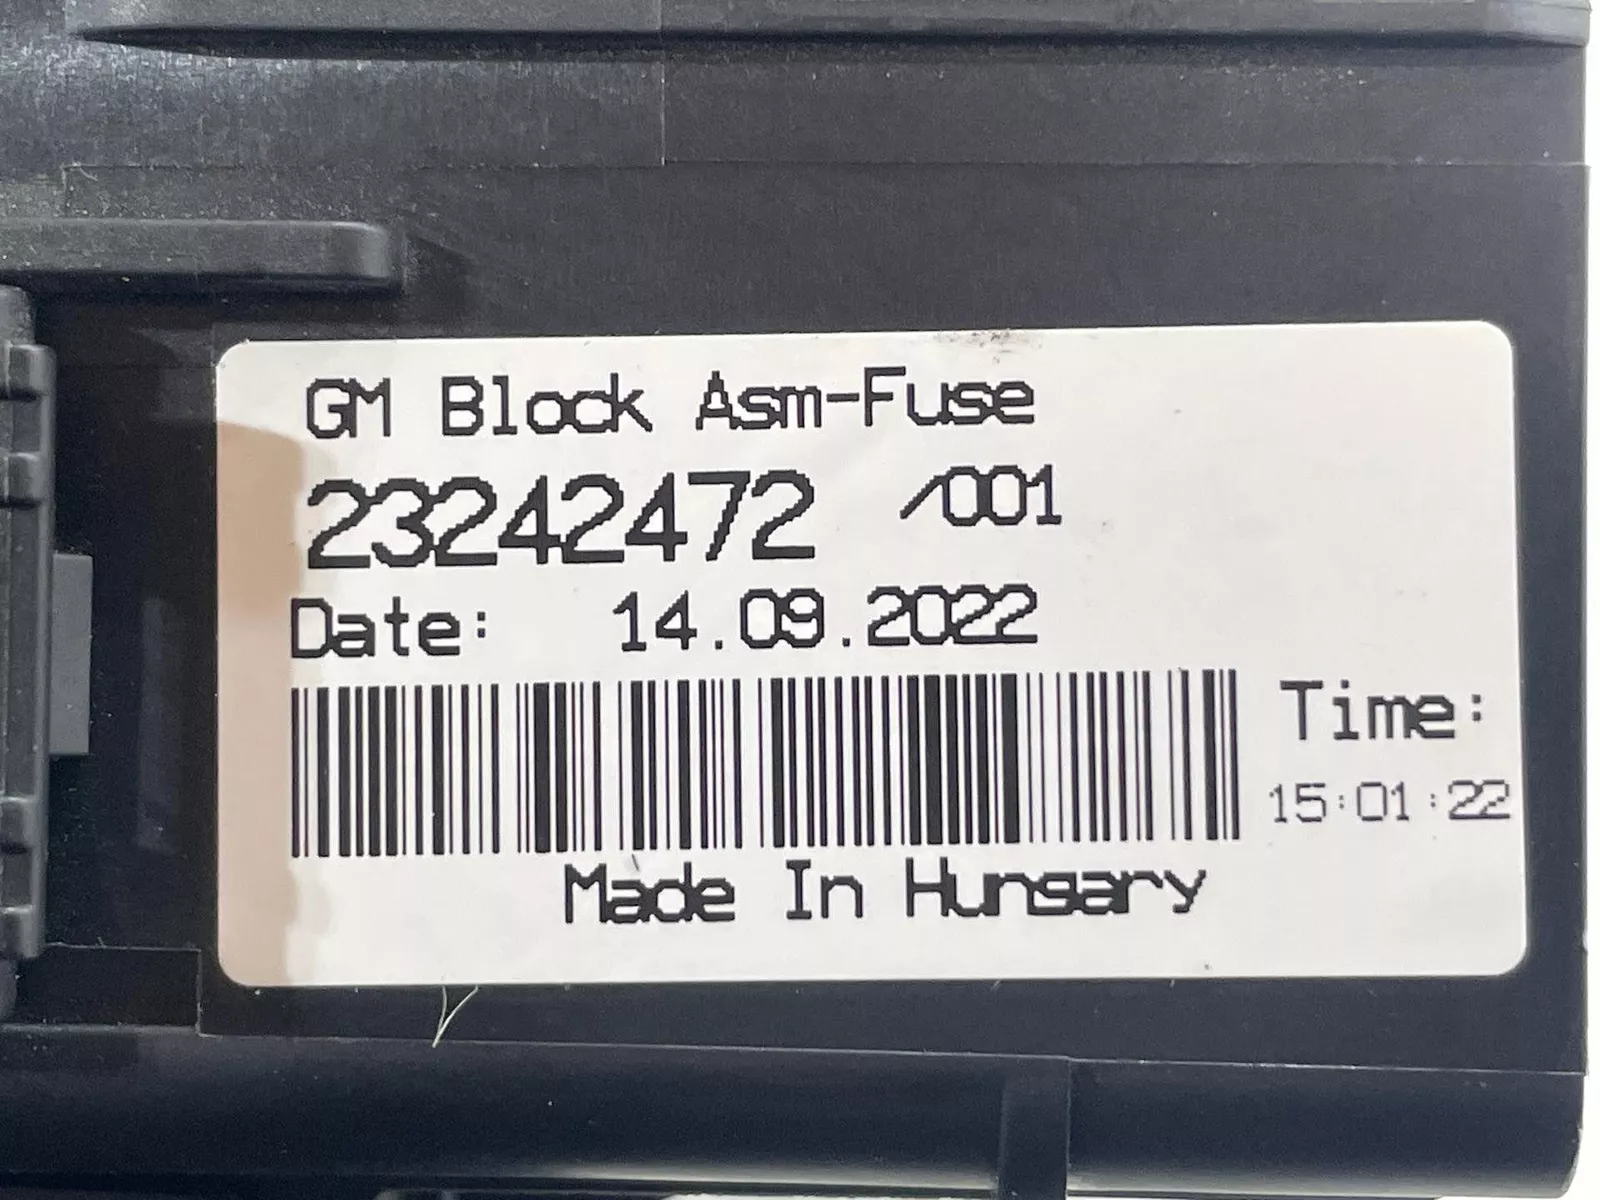 GM Block Asm-Fuse
23242472 /001
Date: 14.09.2022
Time:
15:01:22
Made In Hungary